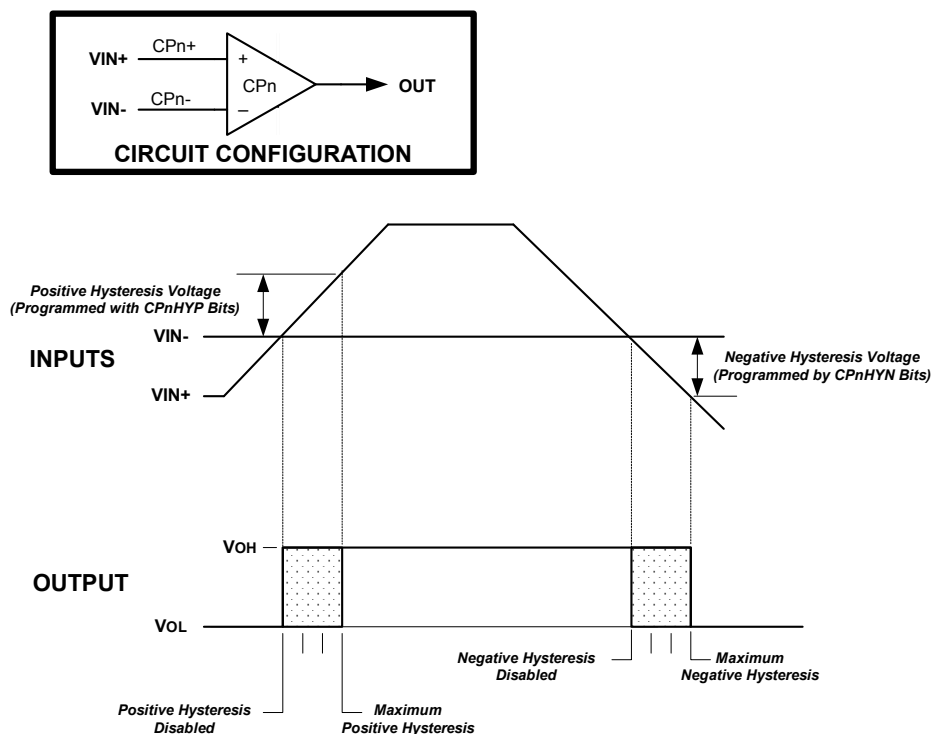 VIN+
CPn+
+
CPn
OUT
VIN-
CPn-
–
CIRCUIT CONFIGURATION
Positive Hysteresis Voltage
(Programmed with CPnHYP Bits)
VIN-
INPUTS
VIN+
Negative Hysteresis Voltage
(Programmed by CPnHYN Bits)
VOH
OUTPUT
VOL
Negative Hysteresis
Disabled
Maximum
Negative Hysteresis
Positive Hysteresis
Disabled
Maximum
Positive Hysteresis